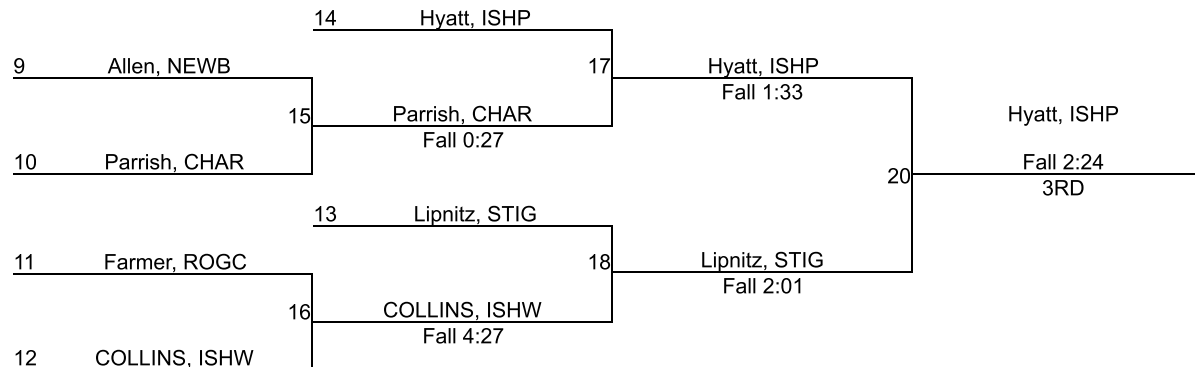 14 Hyatt, ISHP
9 Allen, NEWB
17 Hyatt, ISHP
Fall 1:33
15 Parrish, CHAR
Fall 0:27
Hyatt, ISHP
10 Parrish, CHAR
Fall 2:24
20
3RD
13 Lipnitz, STIG
11 Farmer, ROGC
18 Lipnitz, STIG
Fall 2:01
16 COLLINS, ISHW
Fall 4:27
12 COLLINS, ISHW